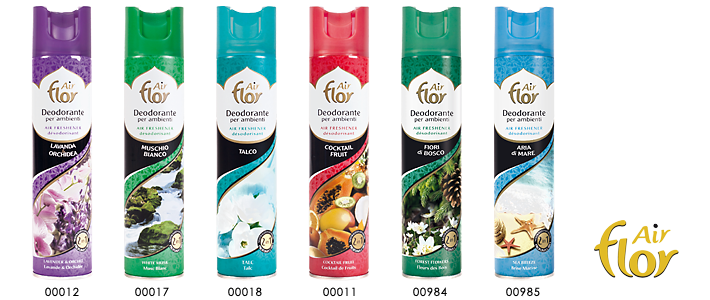 Air
flor
Deodorante
per ambienti
AIR FRESHENER
désodorisant
LAVANDA
e
ORCHIDEA
LAVENDER & ORCHID
Lavande & Orchidée
00012
Air
flor
Deodorante
per ambienti
AIR FRESHENER
désodorisant
MUSCHIO
BIANCO
WHITE MUSK
Musc Blanc
00017
Air
flor
Deodorante
per ambienti
AIR FRESHENER
désodorisant
TALCO
TALC
Talc
00018
Air
flor
Deodorante
per ambienti
AIR FRESHENER
désodorisant
COCKTAIL
FRUIT
COCKTAIL FRUIT
Cocktail de Fruits
00011
Air
flor
Deodorante
per ambienti
AIR FRESHENER
désodorisant
FIORI
di BOSCO
FOREST FLOWERS
Fleurs des Bois
00984
Air
flor
Deodorante
per ambienti
AIR FRESHENER
désodorisant
ARIA
di MARE
SEA BREEZE
Brise Marine
00985
Air
flor